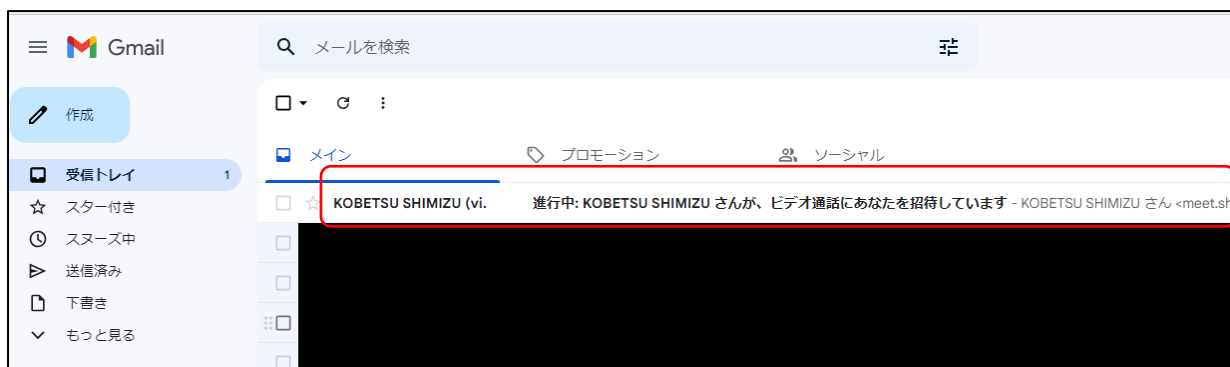 Gmail
メールを検索
作成
メイン
プロモーション
ソーシャル
受信トレイ 1
KOBETSU SHIMIZU (vi. 進行中: KOBETSU SHIMIZU さんが、ビデオ通話にあなたを招待しています - KOBETSU SHIMIZU さん <meet.sh
スター付き
スヌーズ中
送信済み
下書き
もっと見る